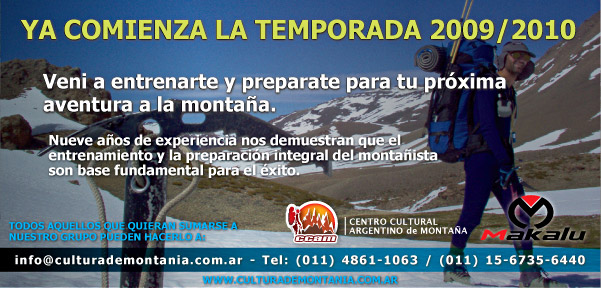 YA COMIENZA LA TEMPORADA 2009/2010
Veni a entrenarte y preparate para tu próxima
aventura a la montaña.
Nueve años de experiencia nos demuestran que el
entrenamiento y la preparación integral del montañista
son base fundamental para el éxito.
TODOS AQUELLOS QUE QUIERAN SUMARSE A
NUESTRO GRUPO PUEDEN HACERLO A:
CCAM
CENTRO CULTURAL
ARGENTINO DE MONTAÑA
Makalu
info@culturademontania.com.ar - Tel: (011) 4861-1063 / (011) 15-6735-6440
WWW.CULTURADEMONTANIA.COM.AR